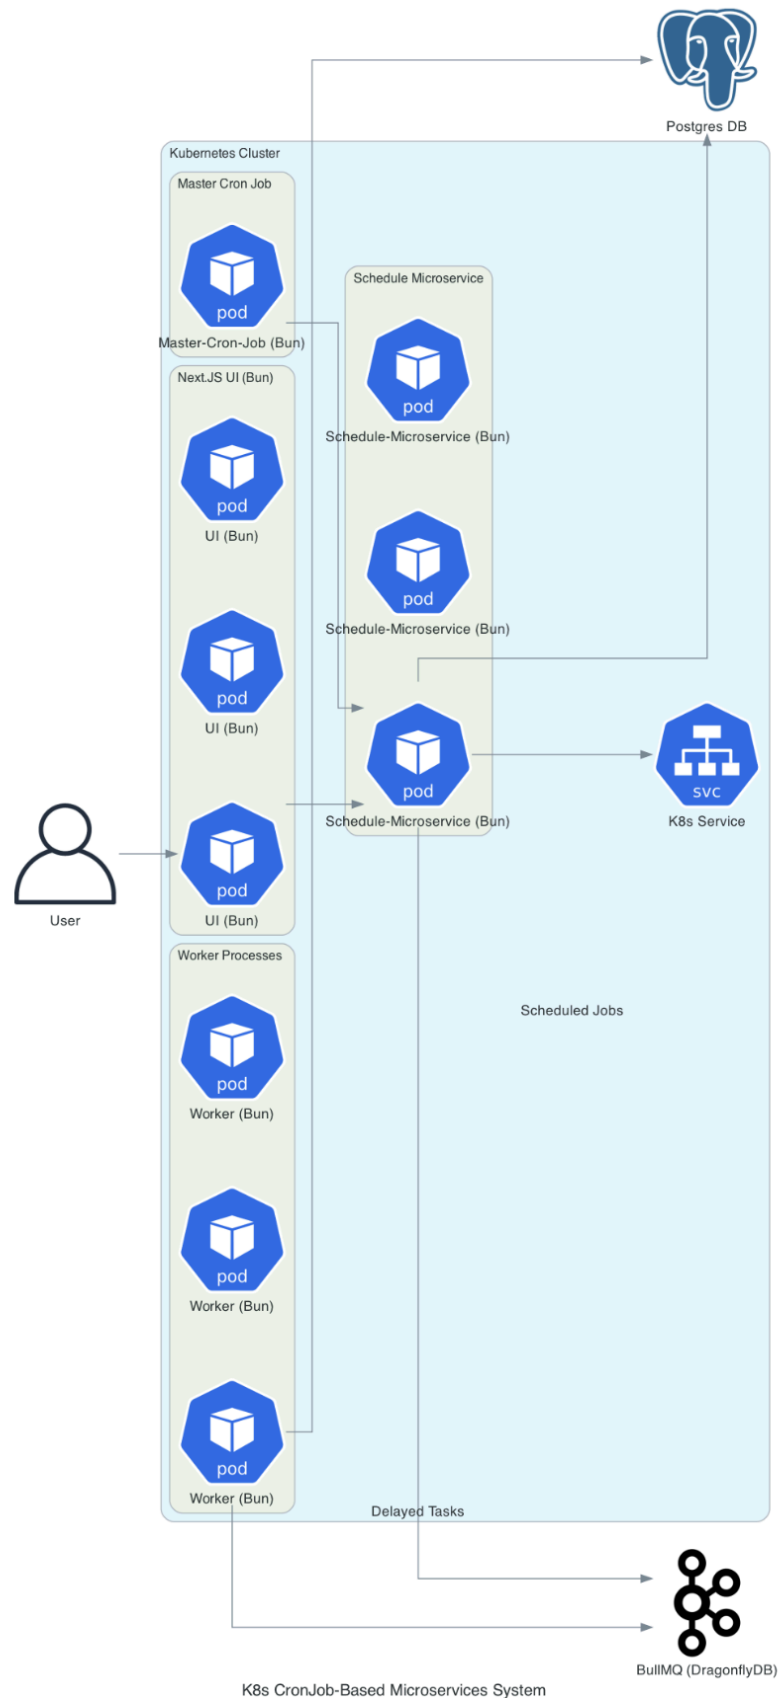 Postgres DB
Kubernetes Cluster
Master Cron Job
pod
Master-Cron-Job (Bun)
Schedule Microservice
pod
Schedule-Microservice (Bun)
pod
Schedule-Microservice (Bun)
pod
Schedule-Microservice (Bun)
Next.JS UI (Bun)
pod
UI (Bun)
pod
UI (Bun)
pod
UI (Bun)
User
svc
K8s Service
Worker Processes
pod
Worker (Bun)
pod
Worker (Bun)
pod
Worker (Bun)
Scheduled Jobs
Delayed Tasks
BullMQ (DragonflyDB)
K8s CronJob-Based Microservices System